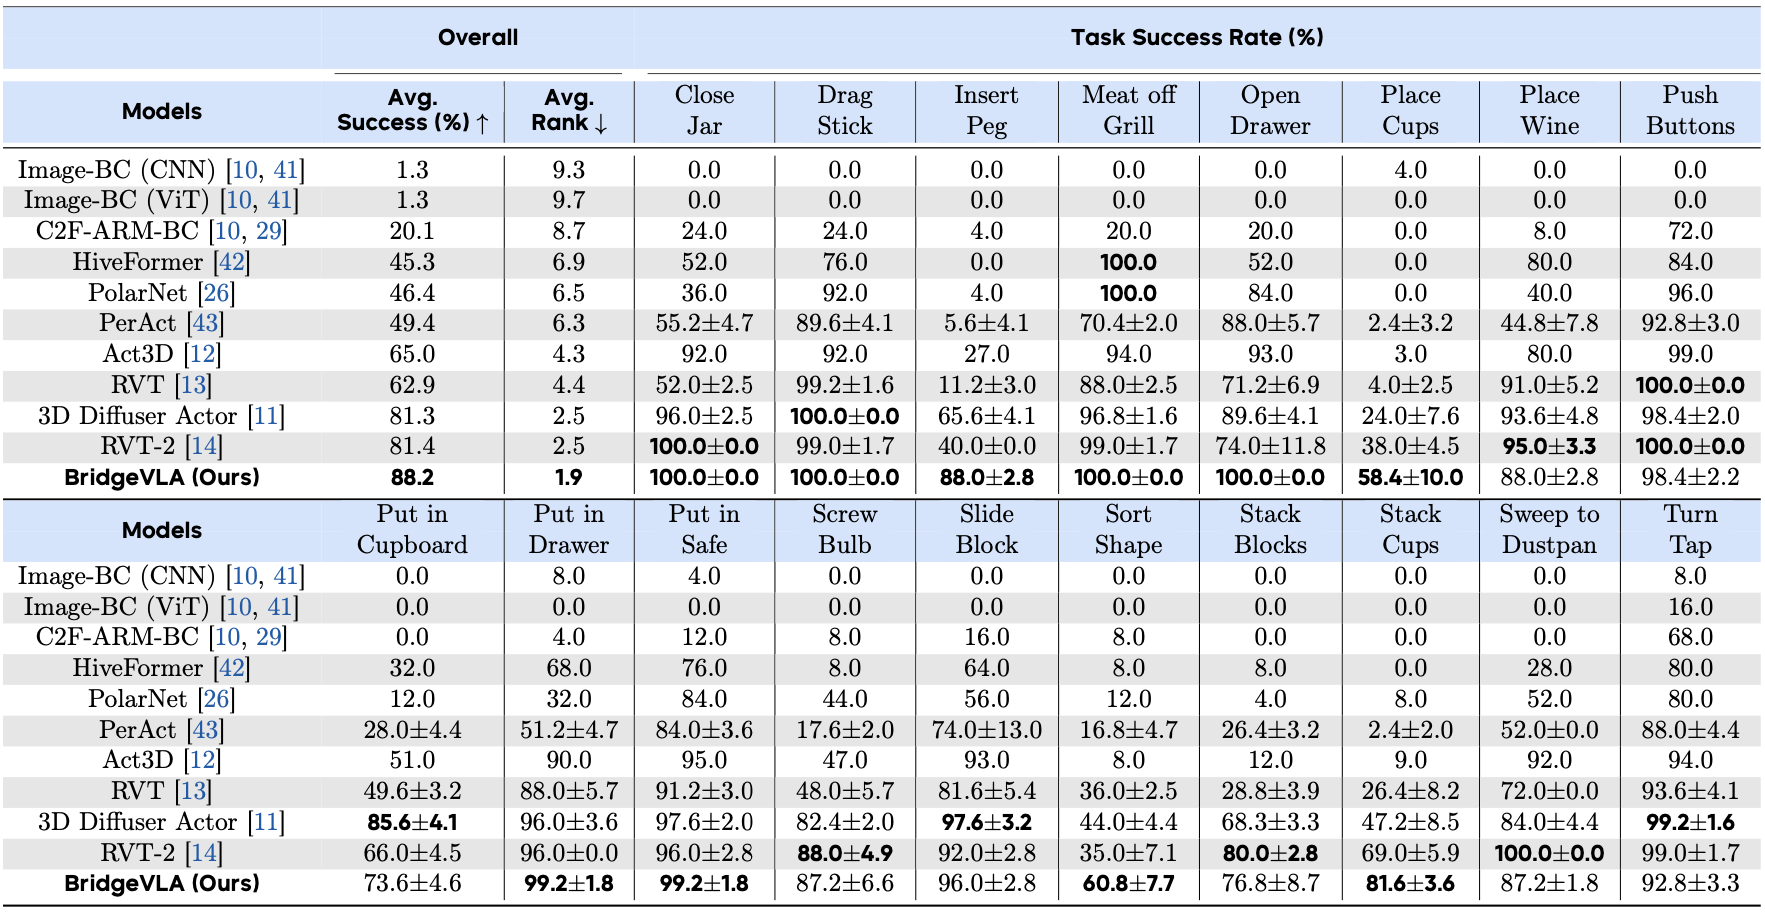 Overall Task Success Rate (%)
Models Avg. Success (%) ↑ Avg. Rank ↓ Close Jar Drag Stick Insert Peg Meat off Grill Open Drawer Place Cups Place Wine Push Buttons
Image-BC (CNN) [10, 41] 1.3 9.3 0.0 0.0 0.0 0.0 0.0 4.0 0.0 0.0
Image-BC (ViT) [10, 41] 1.3 9.7 0.0 0.0 0.0 0.0 0.0 0.0 0.0 0.0
C2F-ARM-BC [10, 29] 20.1 8.7 24.0 24.0 4.0 20.0 20.0 0.0 8.0 72.0
HiveFormer [42] 45.3 6.9 52.0 76.0 0.0 100.0 52.0 0.0 80.0 84.0
PolarNet [26] 46.4 6.5 36.0 92.0 4.0 100.0 84.0 0.0 40.0 96.0
PerAct [43] 49.4 6.3 55.2±4.7 89.6±4.1 5.6±4.1 70.4±2.0 88.0±5.7 2.4±3.2 44.8±7.8 92.8±3.0
Act3D [12] 65.0 4.3 92.0 92.0 27.0 94.0 93.0 3.0 80.0 99.0
RVT [13] 62.9 4.4 52.0±2.5 99.2±1.6 11.2±3.0 88.0±2.5 71.2±6.9 4.0±2.5 91.0±5.2 100.0±0.0
3D Diffuser Actor [11] 81.3 2.5 96.0±2.5 100.0±0.0 65.6±4.1 96.8±1.6 89.6±4.1 24.0±7.6 93.6±4.8 98.4±2.0
RVT-2 [14] 81.4 2.5 100.0±0.0 99.0±1.7 40.0±0.0 99.0±1.7 74.0±11.8 38.0±4.5 95.0±3.3 100.0±0.0
BridgeVLA (Ours) 88.2 1.9 100.0±0.0 100.0±0.0 88.0±2.8 100.0±0.0 100.0±0.0 58.4±10.0 88.0±2.8 98.4±2.2
Models Put in Cupboard Put in Drawer Put in Safe Screw Bulb Slide Block Sort Shape Stack Blocks Stack Cups Sweep to Dustpan Turn Tap
Image-BC (CNN) [10, 41] 0.0 8.0 4.0 0.0 0.0 0.0 0.0 0.0 0.0 8.0
Image-BC (ViT) [10, 41] 0.0 0.0 0.0 0.0 0.0 0.0 0.0 0.0 0.0 16.0
C2F-ARM-BC [10, 29] 0.0 4.0 12.0 8.0 16.0 8.0 0.0 0.0 0.0 68.0
HiveFormer [42] 32.0 68.0 76.0 8.0 64.0 8.0 8.0 0.0 28.0 80.0
PolarNet [26] 12.0 32.0 84.0 44.0 56.0 12.0 4.0 8.0 52.0 80.0
PerAct [43] 28.0±4.4 51.2±4.7 84.0±3.6 17.6±2.0 74.0±13.0 16.8±4.7 26.4±3.2 2.4±2.0 52.0±0.0 88.0±4.4
Act3D [12] 51.0 90.0 95.0 47.0 93.0 8.0 12.0 9.0 92.0 94.0
RVT [13] 49.6±3.2 88.0±5.7 91.2±3.0 48.0±5.7 81.6±5.4 36.0±2.5 28.8±3.9 26.4±8.2 72.0±0.0 93.6±4.1
3D Diffuser Actor [11] 85.6±4.1 96.0±3.6 97.6±2.0 82.4±2.0 97.6±3.2 44.0±4.4 68.3±3.3 47.2±8.5 84.0±4.4 99.2±1.6
RVT-2 [14] 66.0±4.5 96.0±0.0 96.0±2.8 88.0±4.9 92.0±2.8 35.0±7.1 80.0±2.8 69.0±5.9 100.0±0.0 99.0±1.7
BridgeVLA (Ours) 73.6±4.6 99.2±1.8 99.2±1.8 87.2±6.6 96.0±2.8 60.8±7.7 76.8±8.7 81.6±3.6 87.2±1.8 92.8±3.3